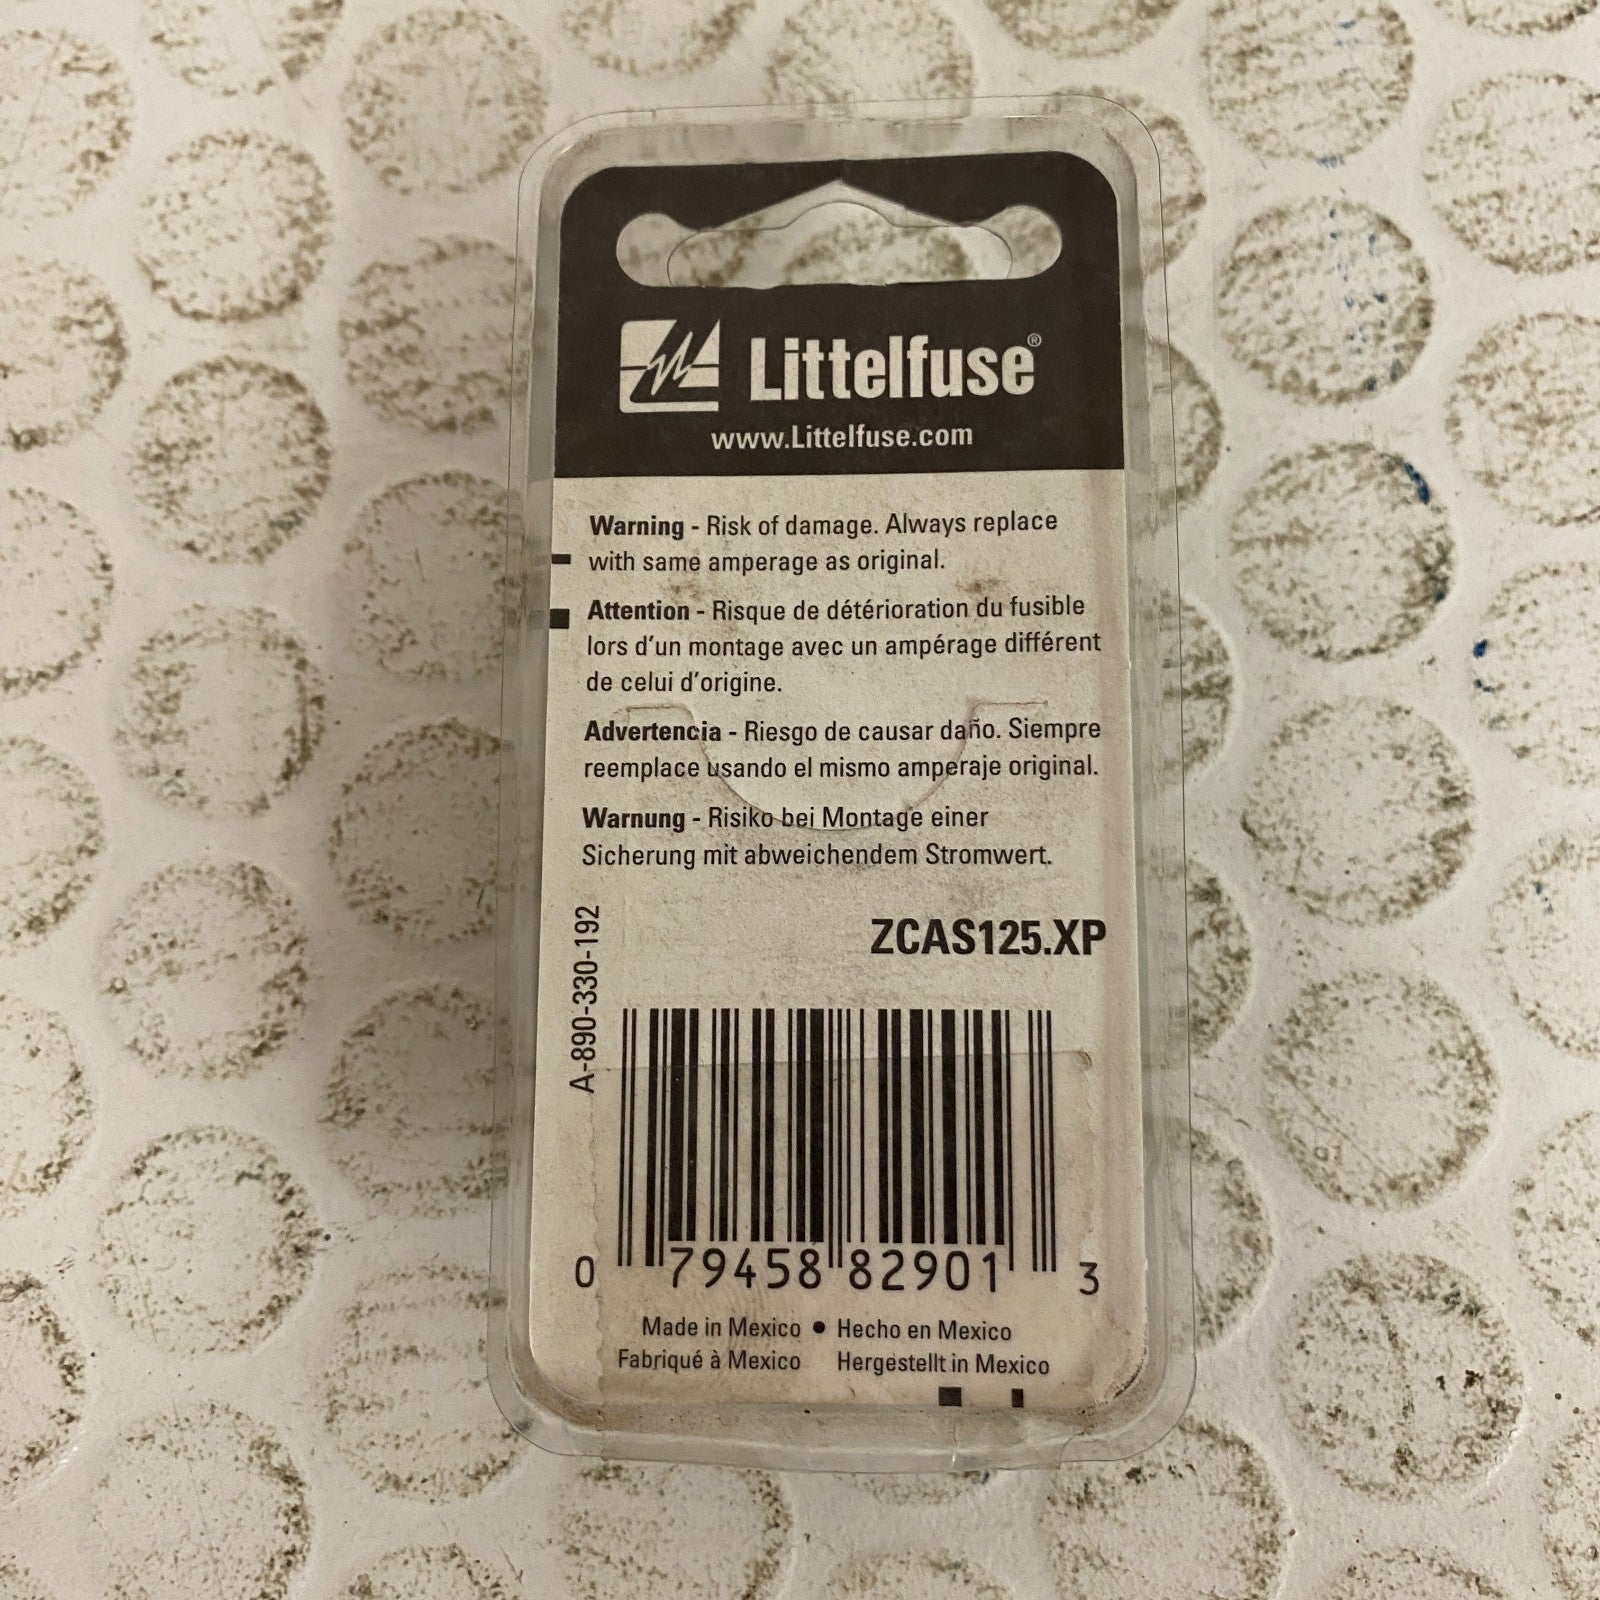 Littelfuse®
www.Littelfuse.com
Warning - Risk of damage. Always replace
with same amperage as original.
Attention - Risque de détérioration du fusible
lors d'un montage avec un ampérage différent
de celui d'origine.
Advertencia - Riesgo de causar daño. Siempre
reemplace usando el mismo amperaje original.
Warnung - Risiko bei Montage einer
Sicherung mit abweichendem Stromwert.
A-890-330-192
ZCAS125.XP
0 79458 82901 3
Made in Mexico • Hecho en Mexico
Fabriqué à Mexico Hergestellt in Mexico